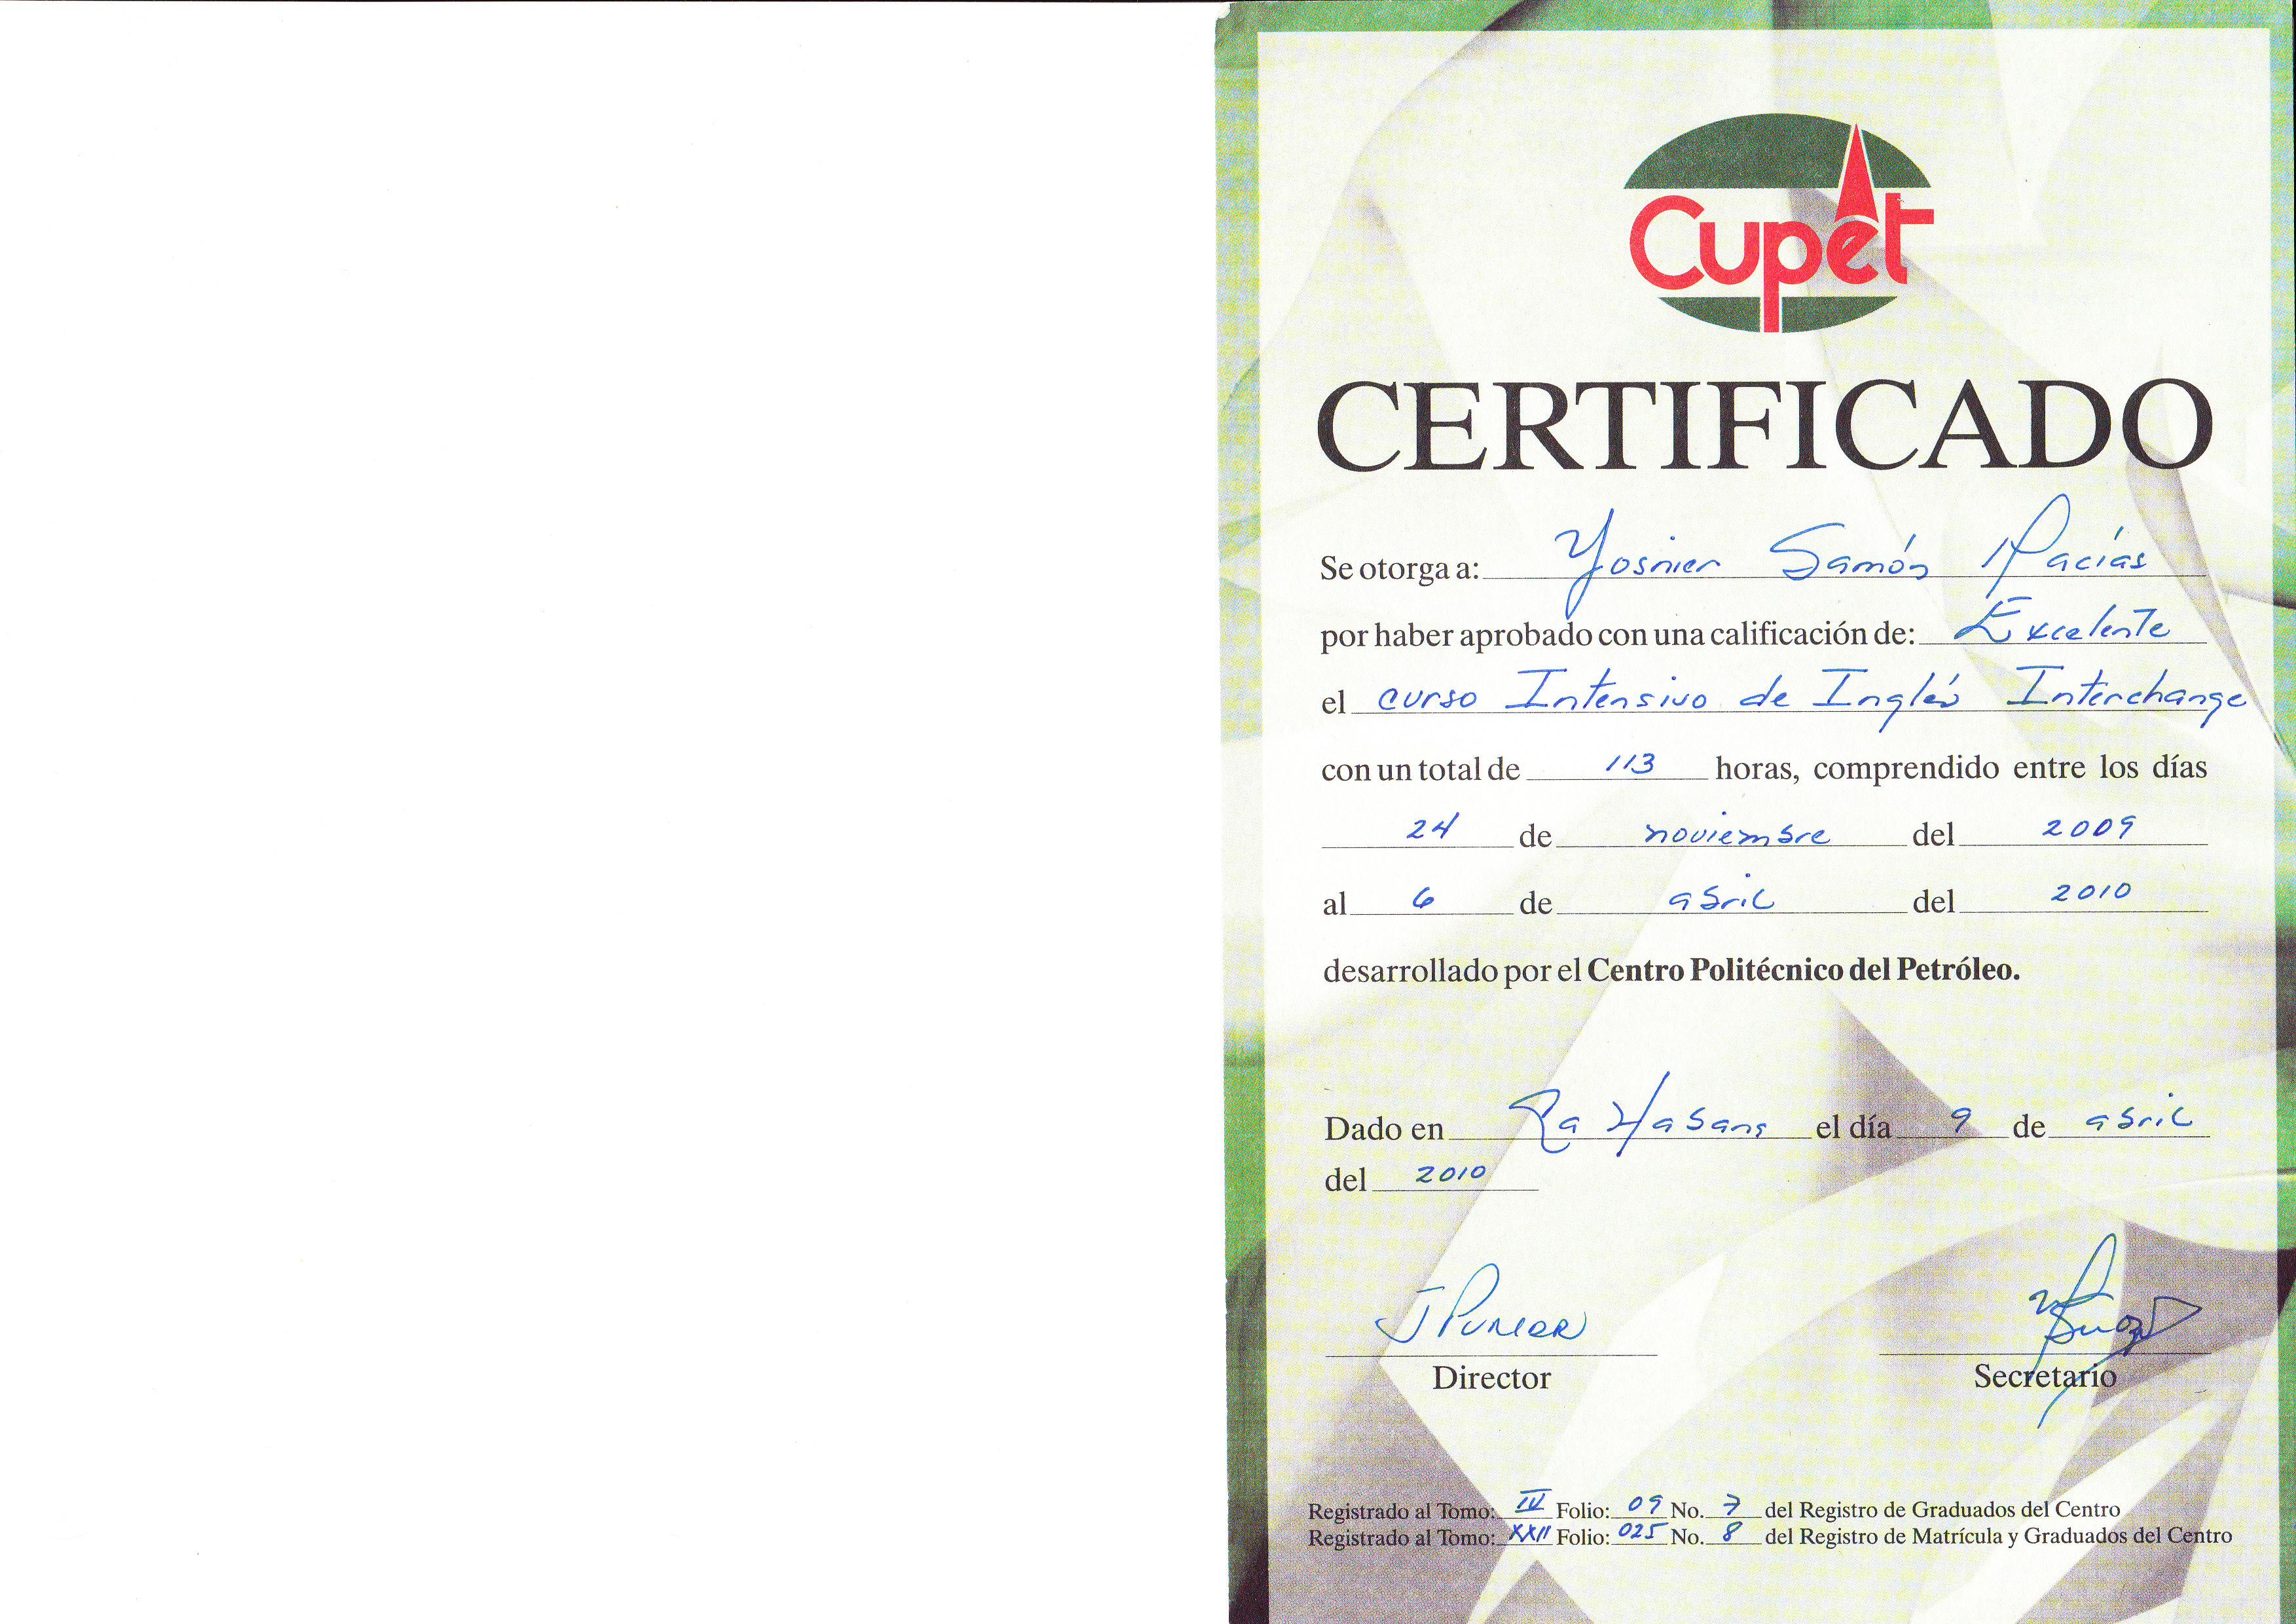 Cupet
CERTIFICADO
Se otorga a: Yosnier Samón Macías
por haber aprobado con una calificación de: Excelente
el curso Intensivo de Inglés Interchange
con un total de 113 horas, comprendido entre los días
24 de noviembre del 2009
al 6 de abril del 2010
desarrollado por el Centro Politécnico del Petróleo.
Dado en La Habana el día 9 de abril
del 2010
Director Secretario
Registrado al Tomo: IV Folio: 09 No. 7 del Registro de Graduados del Centro
Registrado al Tomo: XXII Folio: 025 No. 8 del Registro de Matrícula y Graduados del Centro